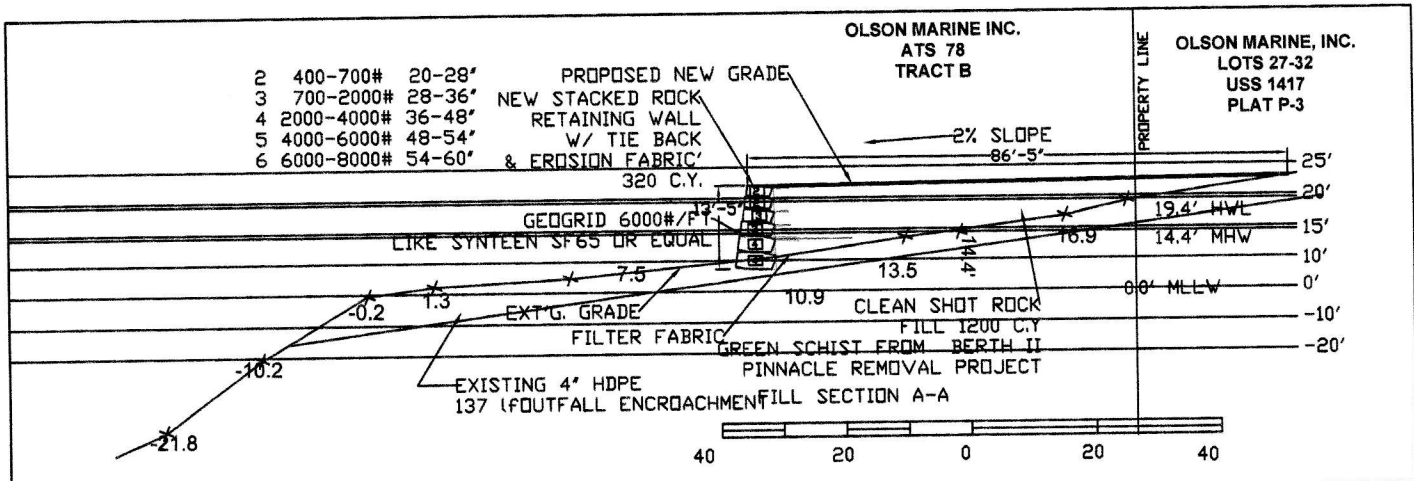 OLSON MARINE INC.
ATS 78
TRACT B
PROPERTY LINE
OLSON MARINE, INC.
LOTS 27-32
USS 1417
PLAT P-3
2 400-700# 20-28"
3 700-2000# 28-36"
4 2000-4000# 36-48"
5 4000-6000# 48-54"
6 6000-8000# 54-60"
PROPOSED NEW GRADE
NEW STACKED ROCK
RETAINING WALL
W/ TIE BACK
& EROSION FABRIC'
320 C.Y.
2% SLOPE
86'-5"
25'
20'
19.4' HWL
15'
14.4' MHW
10'
0'
0.0' MLLW
-10'
-20'
13'-5"
GEOGRID 6000#/FT
LIKE SYNTEEN SF65 OR EQUAL
4
16.9
14.4'
13.5
10.9
7.5
1.3
-0.2
-10.2
-21.8
EXT'G. GRADE
FILTER FABRIC
CLEAN SHOT ROCK
FILL 1200 C.Y
GREEN SCHIST FROM BERTH II
PINNACLE REMOVAL PROJECT
EXISTING 4" HDPE
137 lf OUTFALL ENCROACHMENT
FILL SECTION A-A
40 20 0 20 40